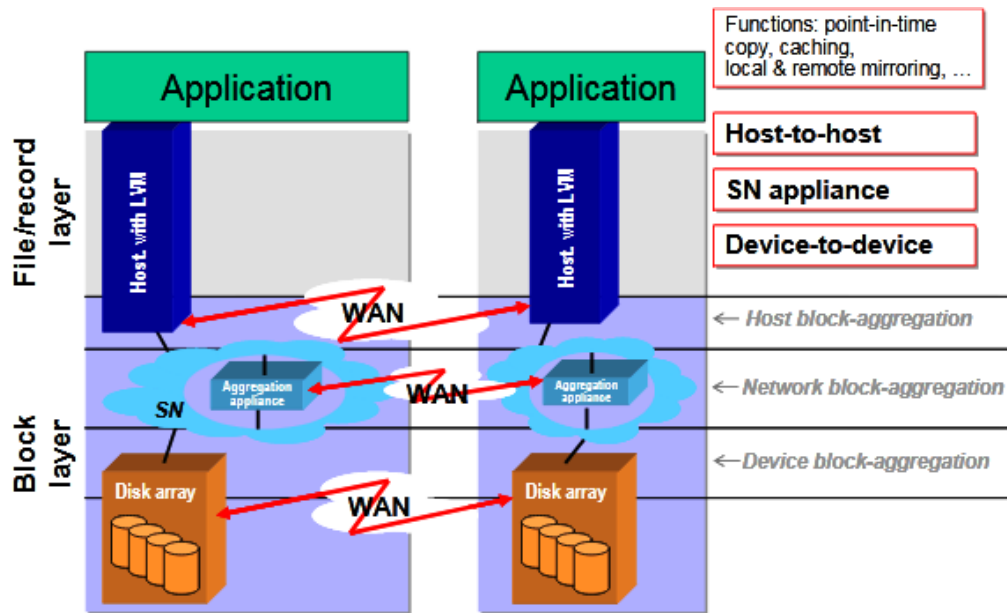 Functions: point-in-time
copy, caching,
local & remote mirroring, …
Application
Application
Host-to-host
SN appliance
Device-to-device
File/record
layer
Host. with LVM
Host. with LVM
WAN
← Host block-aggregation
Aggregation
appliance
WAN
Aggregation
appliance
← Network block-aggregation
SN
Block
layer
← Device block-aggregation
Disk array
WAN
Disk array